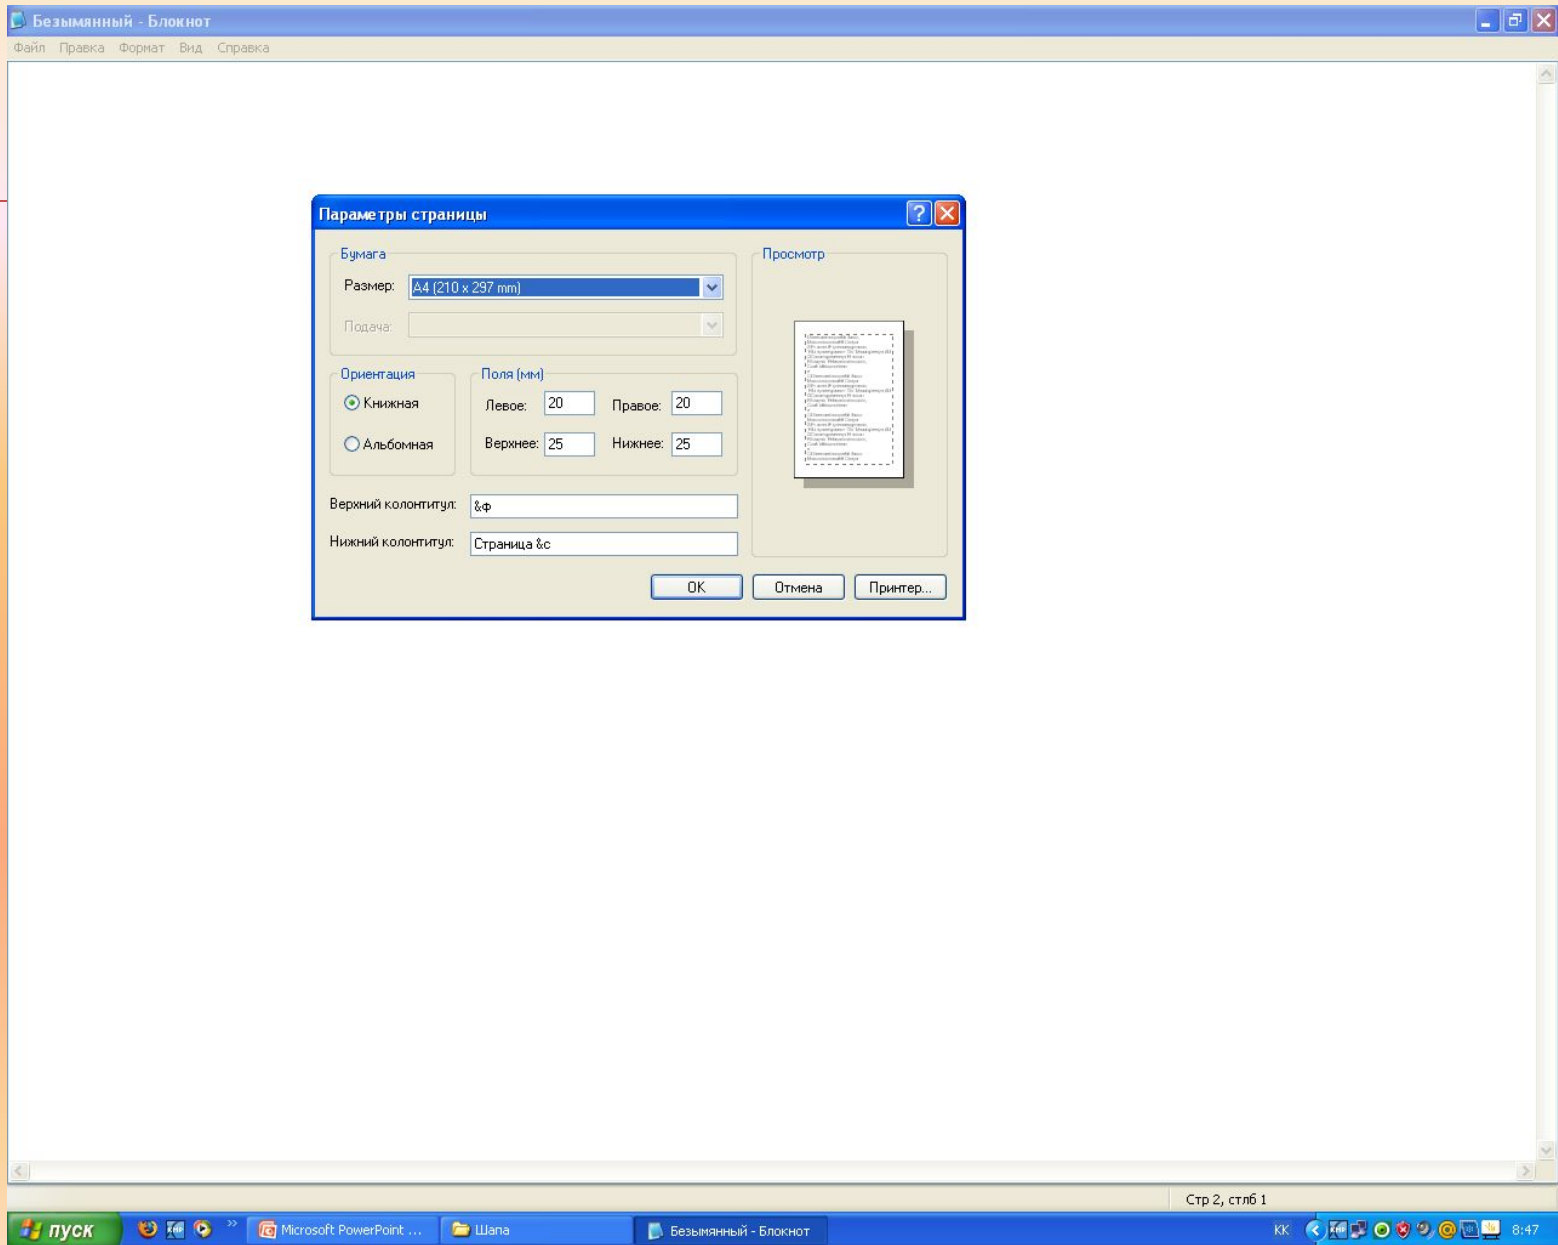 Безымянный - Блокнот
Файл Правка Формат Вид Справка
Параметры страницы
Бумага
Размер: A4 (210 x 297 mm)
Подача:
Просмотр
Ориентация
Книжная
Альбомная
Поля (мм)
Левое: 20 Правое: 20
Верхнее: 25 Нижнее: 25
Верхний колонтитул: &ф
Нижний колонтитул: Страница &с
ОК Отмена Принтер...
Стр 2, стлб 1
пуск Microsoft PowerPoint ... Шапа Безымянный - Блокнот KK 8:47